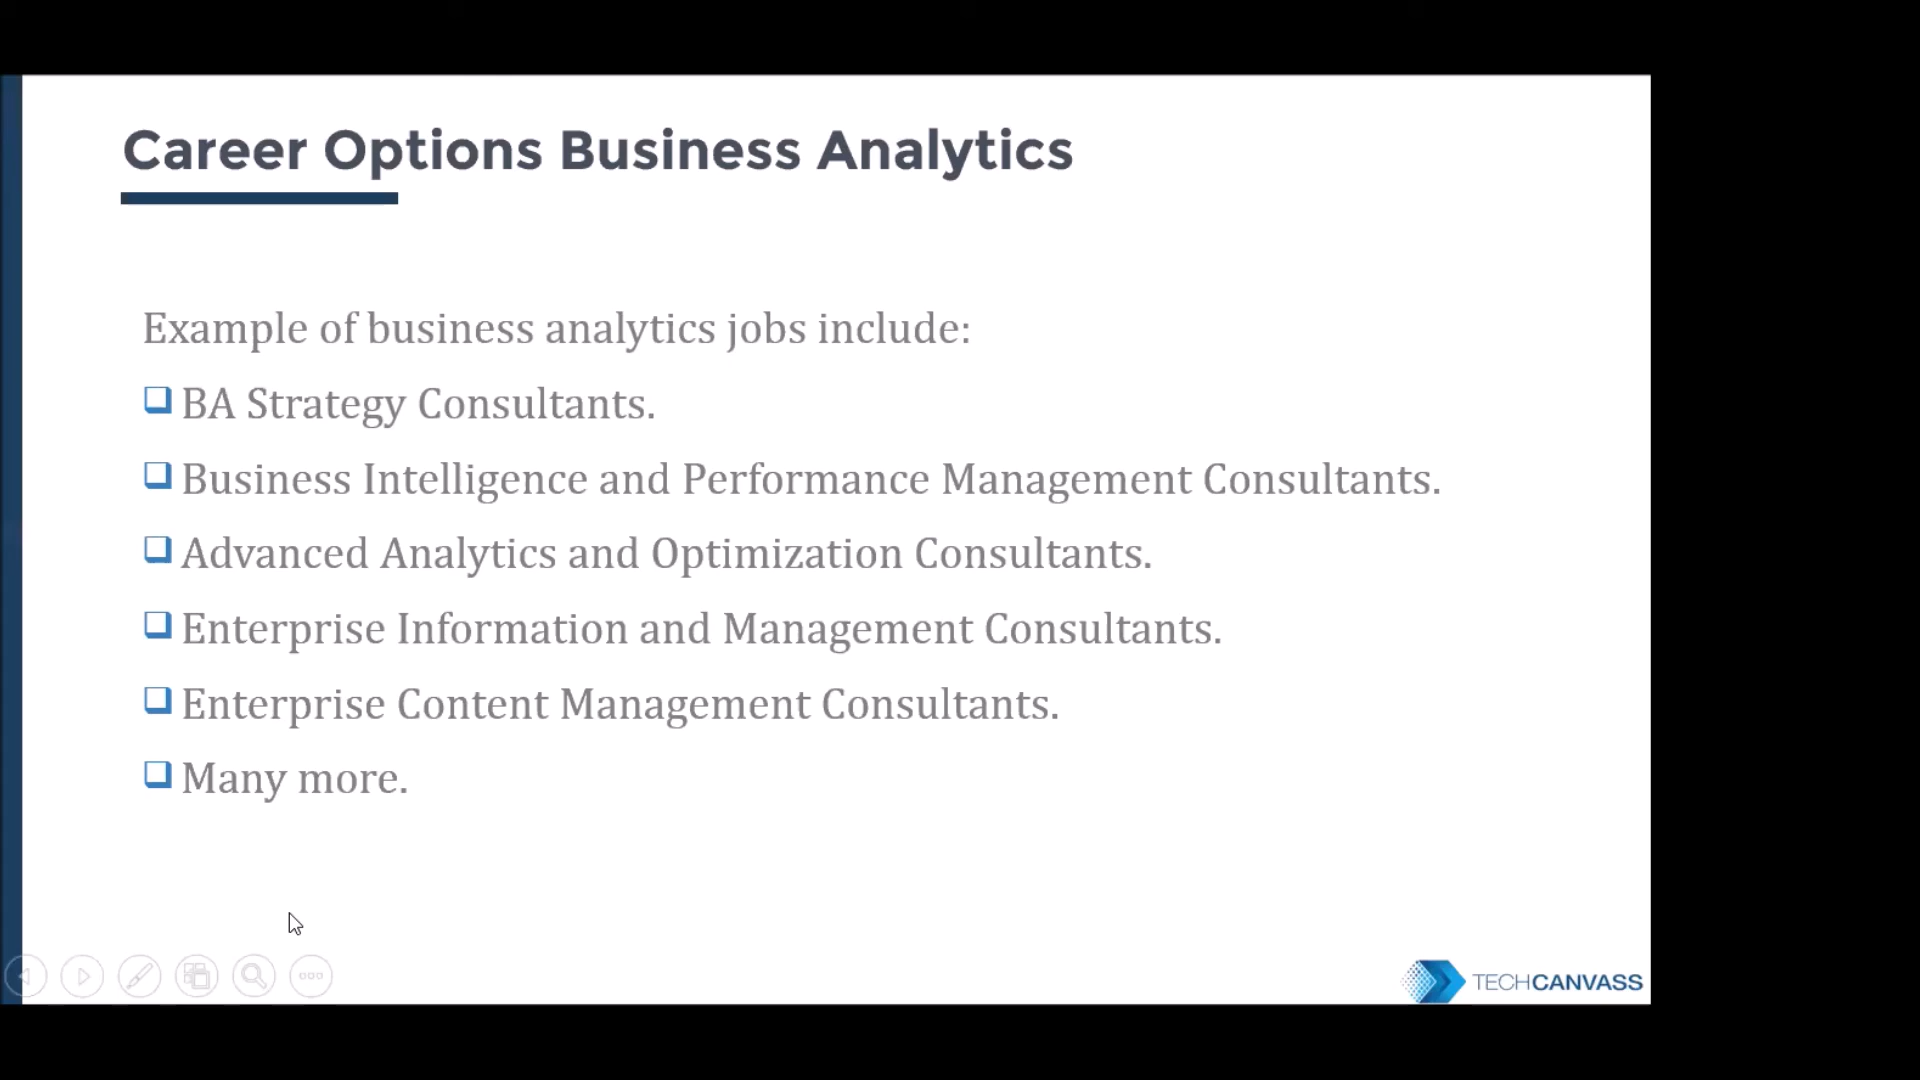 Career Options Business Analytics
Example of business analytics jobs include:
BA Strategy Consultants.
Business Intelligence and Performance Management Consultants.
Advanced Analytics and Optimization Consultants.
Enterprise Information and Management Consultants.
Enterprise Content Management Consultants.
Many more.
TECHCANVASS